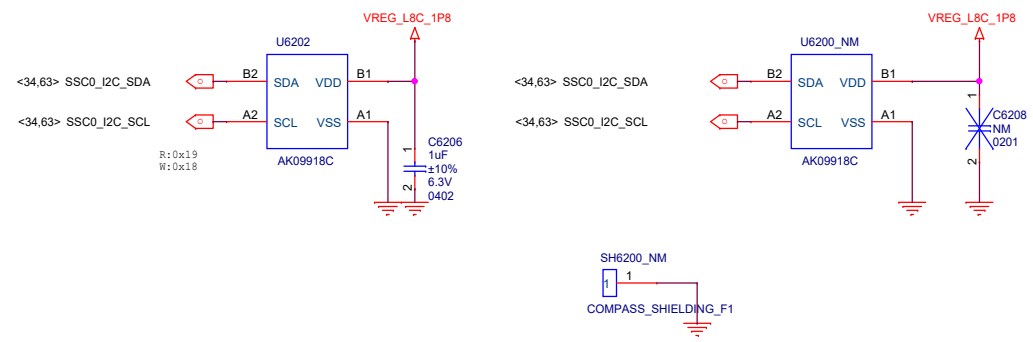 VREG_L8C_1P8
U6202
<34,63> SSC0_I2C_SDA
B2
SDA
VDD
B1
<34,63> SSC0_I2C_SCL
A2
SCL
VSS
A1
R:0x19
W:0x18
AK09918C
1
2
C6206
1uF
±10%
6.3V
0402
VREG_L8C_1P8
U6200_NM
<34,63> SSC0_I2C_SDA
B2
SDA
VDD
B1
<34,63> SSC0_I2C_SCL
A2
SCL
VSS
A1
AK09918C
1
2
C6208
NM
0201
SH6200_NM
1
1
COMPASS_SHIELDING_F1